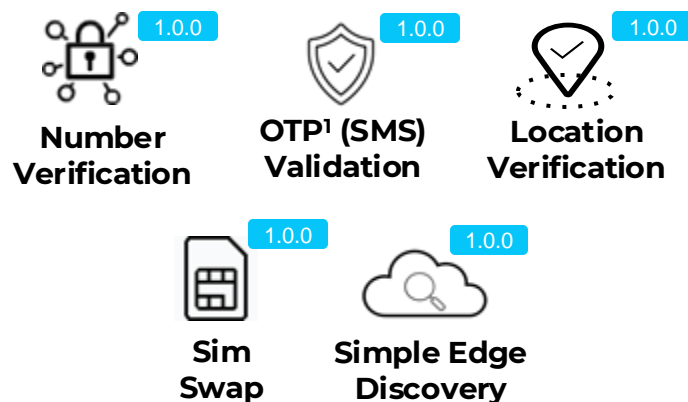 1.0.0
Number
Verification
1.0.0
OTP¹ (SMS)
Validation
1.0.0
Location
Verification
1.0.0
Sim
Swap
1.0.0
Simple Edge
Discovery